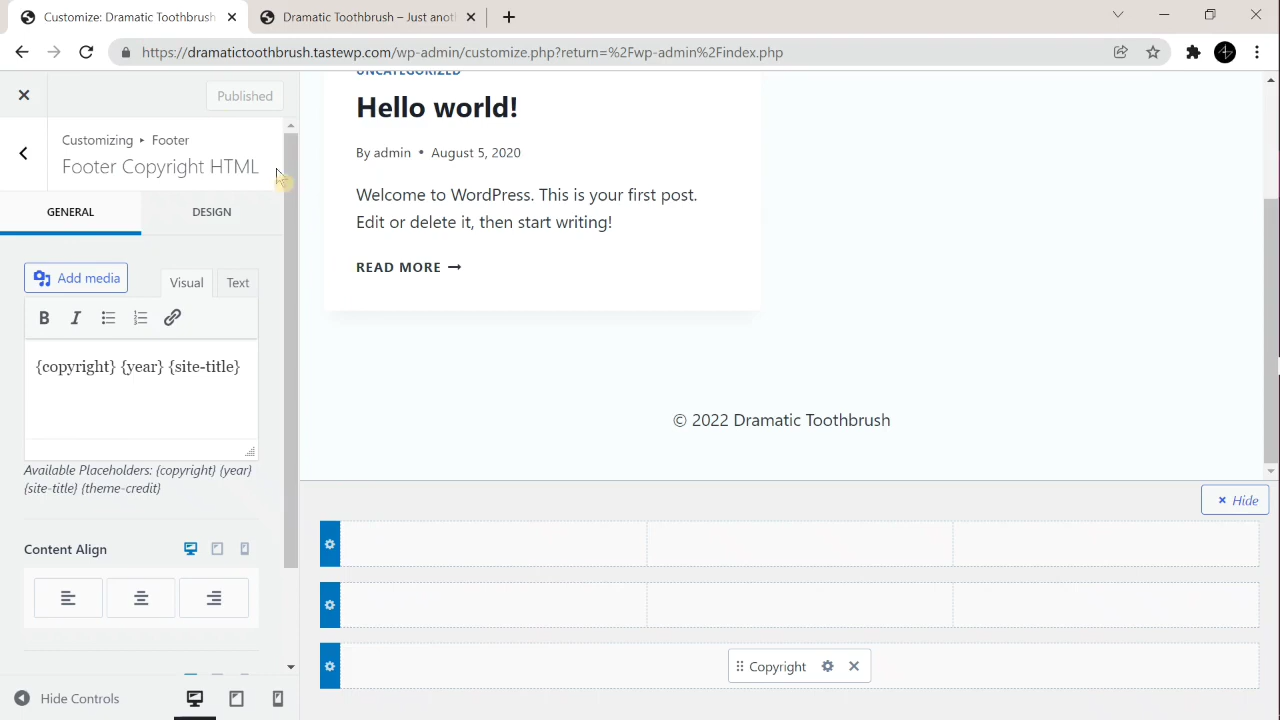 Customize: Dramatic Toothbrush
Dramatic Toothbrush – Just anot
https://dramatictoothbrush.tastewp.com/wp-admin/customize.php?return=%2Fwp-admin%2Findex.php
Published
Customizing ▸ Footer
Footer Copyright HTML
GENERAL
DESIGN
Add media
Visual
Text
B I
{copyright} {year} {site-title}
Available Placeholders: {copyright} {year}
{site-title} {theme-credit}
Content Align
Hide Controls
UNCATEGORIZED
Hello world!
By admin • August 5, 2020
Welcome to WordPress. This is your first post.
Edit or delete it, then start writing!
READ MORE
© 2022 Dramatic Toothbrush
Hide
Copyright